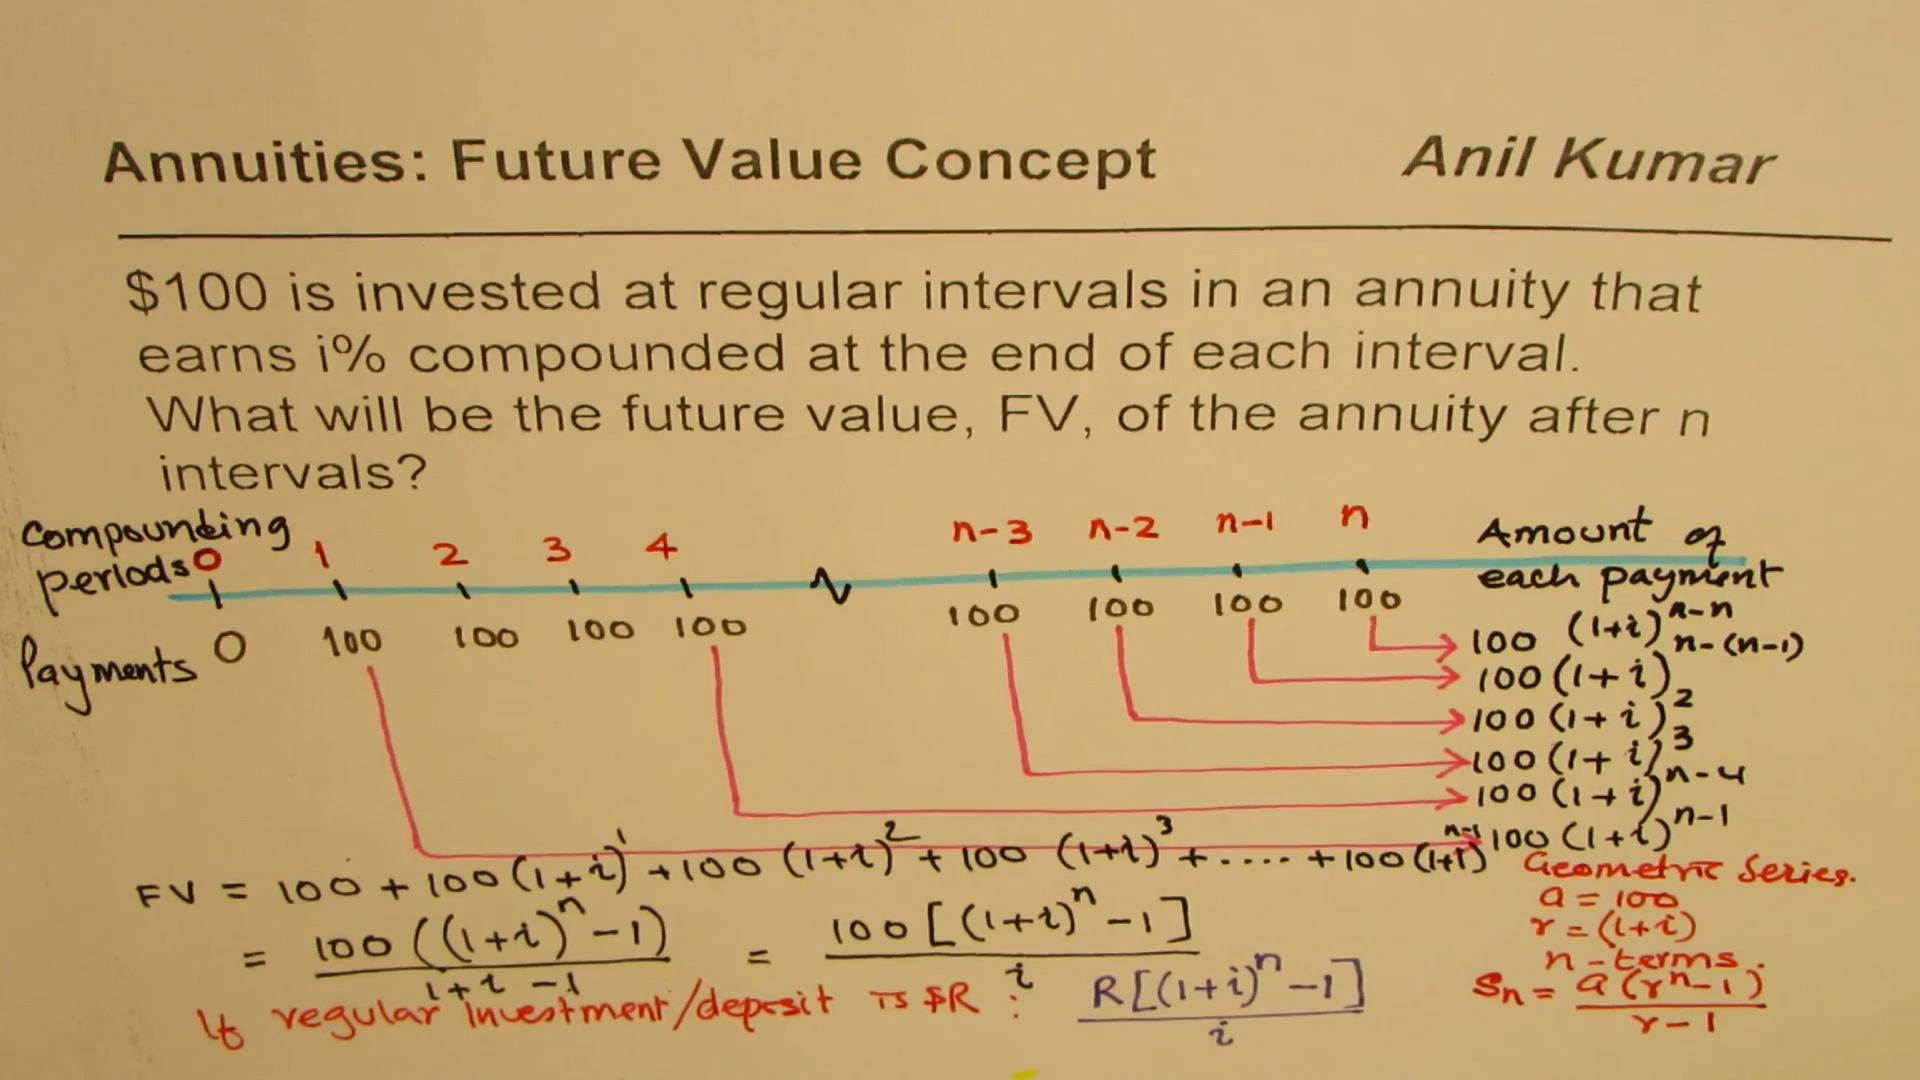 Annuities: Future Value Concept Anil Kumar
$100 is invested at regular intervals in an annuity that
earns i% compounded at the end of each interval.
What will be the future value, FV, of the annuity after n
intervals?
Compounding periods 0 1 2 3 4 n-3 n-2 n-1 n
Amount of
each payment
Payments 0 100 100 100 100 100 100 100 100
100 (1+i)^n-n
100 (1+i)^n-(n-1)
100 (1+i)^2
100 (1+i)^3
100 (1+i)^n-4
100 (1+i)^n-1
FV = 100 + 100 (1+i)^1 + 100 (1+i)^2 + 100 (1+i)^3 + ..... + 100 (1+i)^n-1
= 100 ((1+i)^n - 1) / 1+i-1 = 100 [(1+i)^n - 1] / i
If regular investment/deposit is $R : R[(1+i)^n - 1] / i
Geometric Series.
a = 100
r = (1+i)
n - terms
Sn = a (r^n - 1) / r - 1